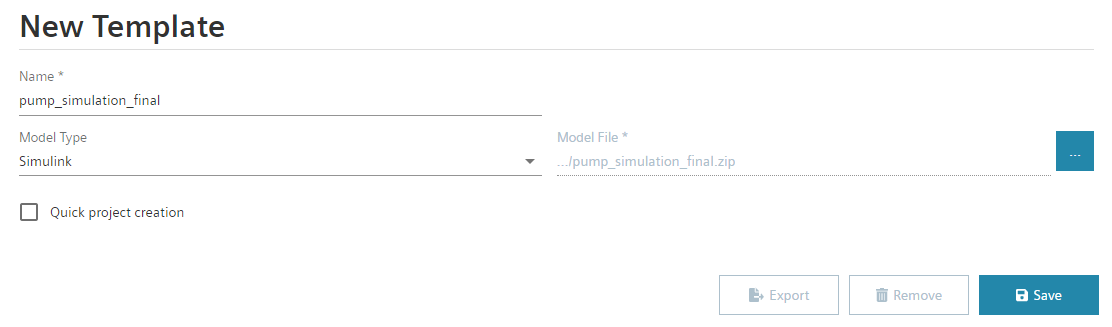 New Template
Name *
pump_simulation_final
Model Type
Simulink
Model File *
.../pump_simulation_final.zip
...
Quick project creation
Export
Remove
Save